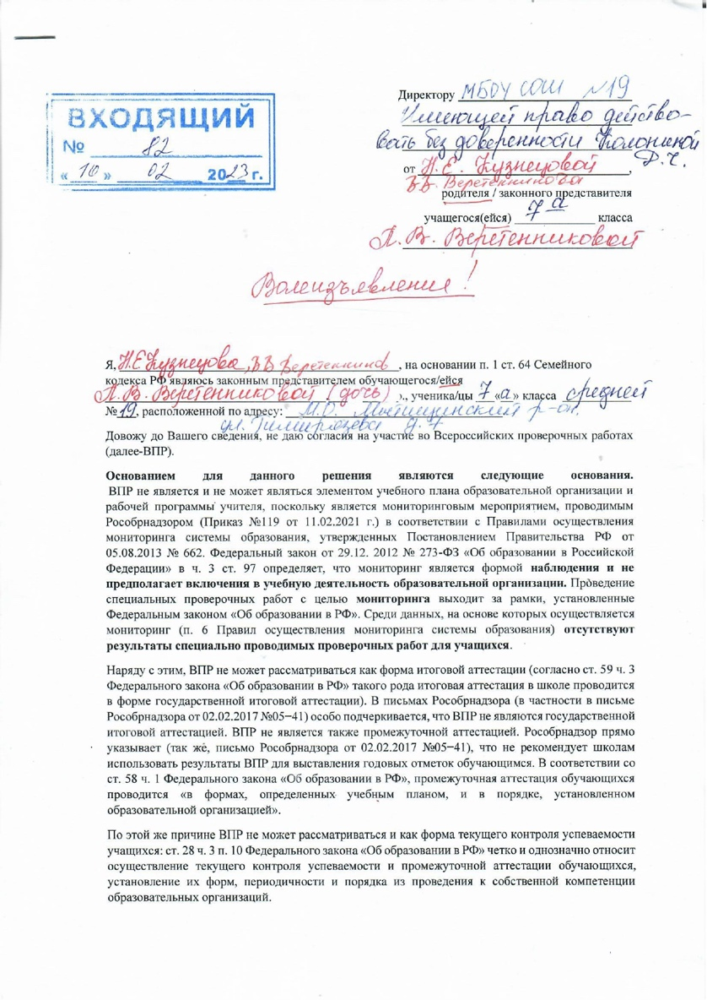 ВХОДЯЩИЙ
№ 82
« 10 » 02 2023 г.
Директору МБОУ СОШ №19
Имеющей право действо-
вать без доверенности
от Н.Е. Кузнецовой,
В.В. Веретенникова
родителя / законного представителя
учащегося(ейся) 7 а класса
Л. В. Веретенниковой
Волеизъявления!
Я, Н.Е Кузнецова, В.В Веретенников, на основании п. 1 ст. 64 Семейного
кодекса РФ являюсь законным представителем обучающегося/ейся
Л. В. Веретенниковой (дочь) ., ученика/цы 7 «а» класса средней
№ 19, расположенной по адресу: М.О. Мытищинский р-он.
ул. Тимирязева д. 7
Довожу до Вашего сведения, не даю согласия на участие во Всероссийских проверочных работах
(далее-ВПР).
Основанием для данного решения являются следующие основания.
ВПР не является и не может являться элементом учебного плана образовательной организации и
рабочей программы учителя, поскольку является мониторинговым мероприятием, проводимым
Рособрнадзором (Приказ №119 от 11.02.2021 г.) в соответствии с Правилами осуществления
мониторинга системы образования, утвержденных Постановлением Правительства РФ от
05.08.2013 № 662. Федеральный закон от 29.12. 2012 № 273-ФЗ «Об образовании в Российской
Федерации» в ч. 3 ст. 97 определяет, что мониторинг является формой наблюдения и не
предполагает включения в учебную деятельность образовательной организации. Проведение
специальных проверочных работ с целью мониторинга выходит за рамки, установленные
Федеральным законом «Об образовании в РФ». Среди данных, на основе которых осуществляется
мониторинг (п. 6 Правил осуществления мониторинга системы образования) отсутствуют
результаты специально проводимых проверочных работ для учащихся.
Наряду с этим, ВПР не может рассматриваться как форма итоговой аттестации (согласно ст. 59 ч. 3
Федерального закона «Об образовании в РФ» такого рода итоговая аттестация в школе проводится
в форме государственной итоговой аттестации). В письмах Рособрнадзора (в частности в письме
Рособрнадзора от 02.02.2017 №05−41) особо подчеркивается, что ВПР не являются государственной
итоговой аттестацией. ВПР не является также промежуточной аттестацией. Рособрнадзор прямо
указывает (так же, письмо Рособрнадзора от 02.02.2017 №05−41), что не рекомендует школам
использовать результаты ВПР для выставления годовых отметок обучающимся. В соответствии со
ст. 58 ч. 1 Федерального закона «Об образовании в РФ», промежуточная аттестация обучающихся
проводится «в формах, определенных учебным планом, и в порядке, установленном
образовательной организацией».
По этой же причине ВПР не может рассматриваться и как форма текущего контроля успеваемости
учащихся: ст. 28 ч. 3 п. 10 Федерального закона «Об образовании в РФ» четко и однозначно относит
осуществление текущего контроля успеваемости и промежуточной аттестации обучающихся,
установление их форм, периодичности и порядка из проведения к собственной компетенции
образовательных организаций.